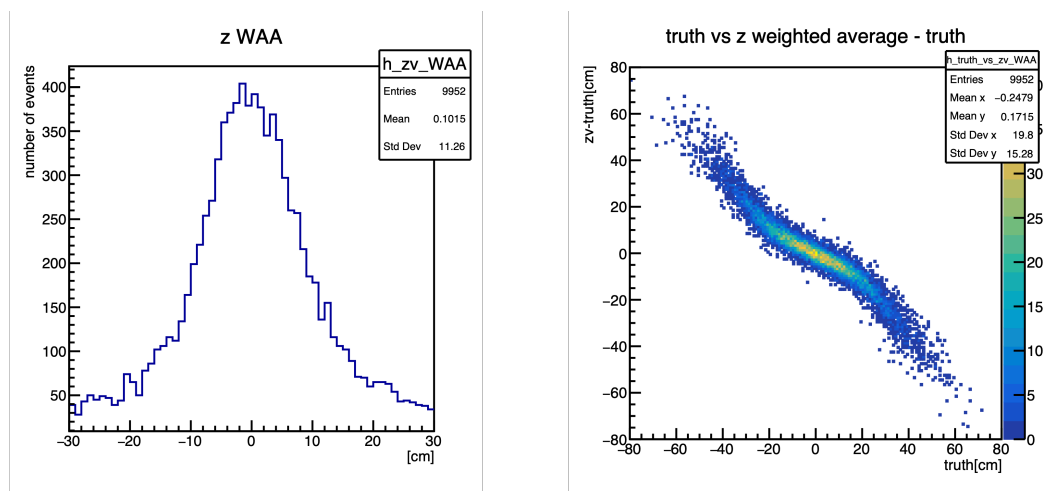 z WAA
h_zv_WAA
Entries 9952
Mean 0.1015
Std Dev 11.26
number of events
400
350
300
250
200
150
100
50
−30 −20 −10 0 10 20 30
[cm]
truth vs z weighted average - truth
h_truth_vs_zv_WAA
Entries 9952
Mean x −0.2479
Mean y 0.1715
Std Dev x 19.8
Std Dev y 15.28
zv-truth[cm]
80
60
40
20
0
−20
−40
−60
−80
−80 −60 −40 −20 0 20 40 60 80
truth[cm]
30
25
20
15
10
5
0